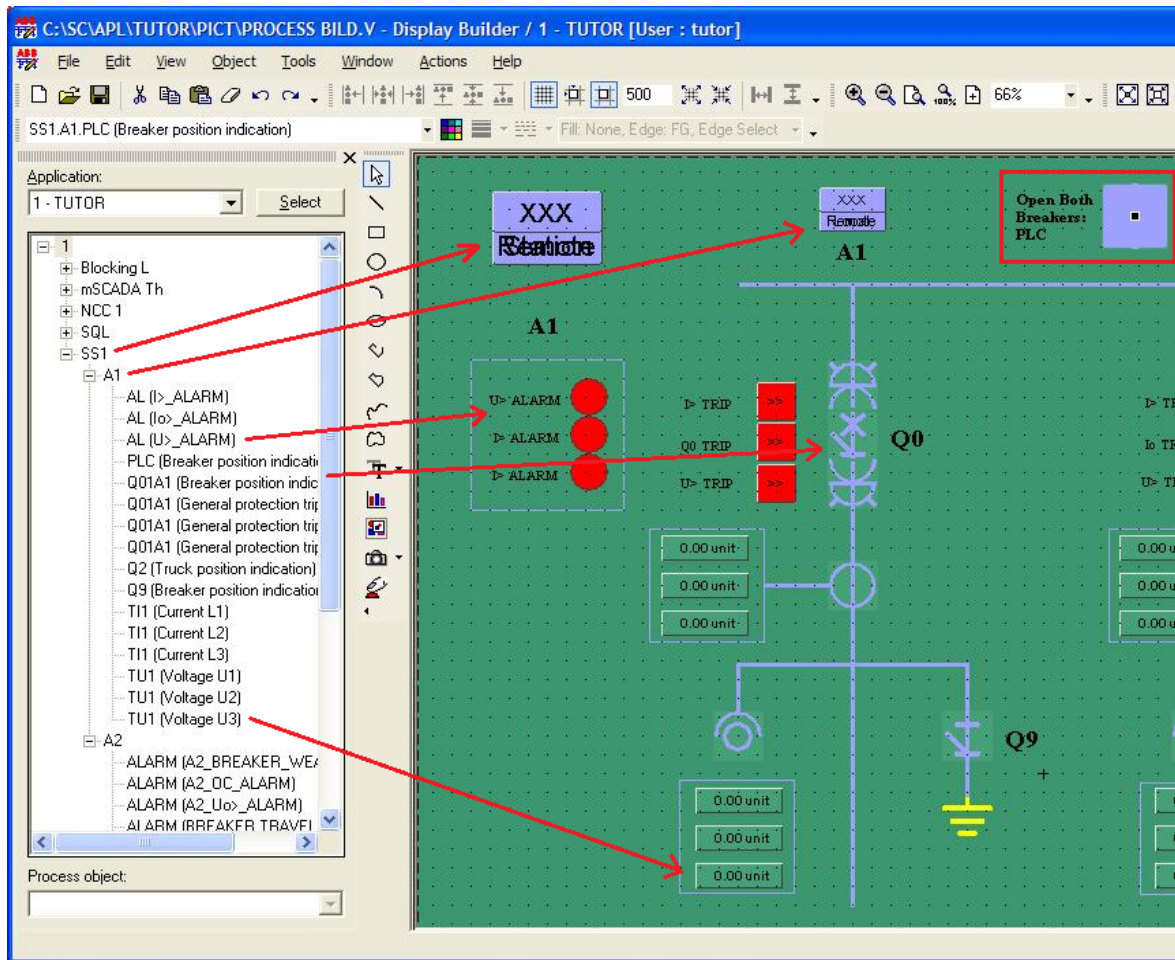 C:\SC\APL\TUTOR\PICT\PROCESS BILD.V - Display Builder / 1 - TUTOR [User : tutor]
ABB
File Edit View Object Tools Window Actions Help
500 100% 66%
SS1.A1.PLC (Breaker position indication)
Fill: None, Edge: FG, Edge Select
Application:
1 - TUTOR
Select
1
Blocking L
mSCADA Th
NCC 1
SQL
SS1
A1
AL (I>_ALARM)
AL (Io>_ALARM)
AL (U>_ALARM)
PLC (Breaker position indicati
Q01A1 (Breaker position indic
Q01A1 (General protection trip
Q01A1 (General protection trip
Q01A1 (General protection trip
Q2 (Truck position indication)
Q9 (Breaker position indication
TI1 (Current L1)
TI1 (Current L2)
TI1 (Current L3)
TU1 (Voltage U1)
TU1 (Voltage U2)
TU1 (Voltage U3)
A2
ALARM (A2_BREAKER_WEA
ALARM (A2_OC_ALARM)
ALARM (A2_Uo>_ALARM)
ALARM (BREAKER TRAVEL
Process object:
XXX
XXX
A1
Open Both
Breakers:
PLC
A1
U> ALARM
I> ALARM
I> ALARM
I> TRIP >>
Q0 TRIP >>
U> TRIP >>
Q0
Io TR
U> T
0.00 unit
0.00 unit
0.00 unit
Q9
0.00 unit
0.00 unit
0.00 unit